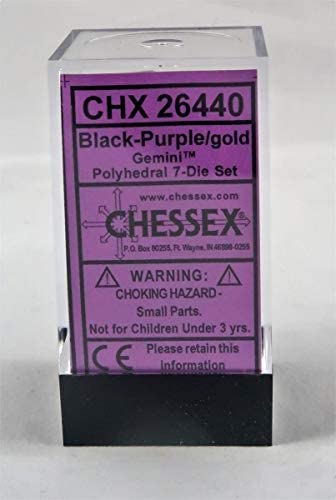 CHX 26440
Black-Purple/gold
Gemini™
Polyhedral 7-Die Set
www.chessex.com
CHESSEX®
P.O. Box 80255, Ft. Wayne, IN 46898-0255
WARNING:
CHOKING HAZARD -
Small Parts.
Not for Children Under 3 yrs.
CE Please retain this
information